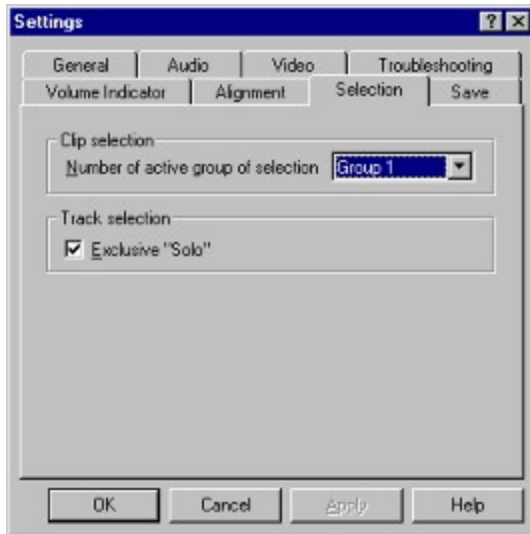 Settings
General Audio Video Troubleshooting
Volume Indicator Alignment Selection Save
Clip selection
Number of active group of selection Group 1
Track selection
Exclusive "Solo"
OK Cancel Apply Help